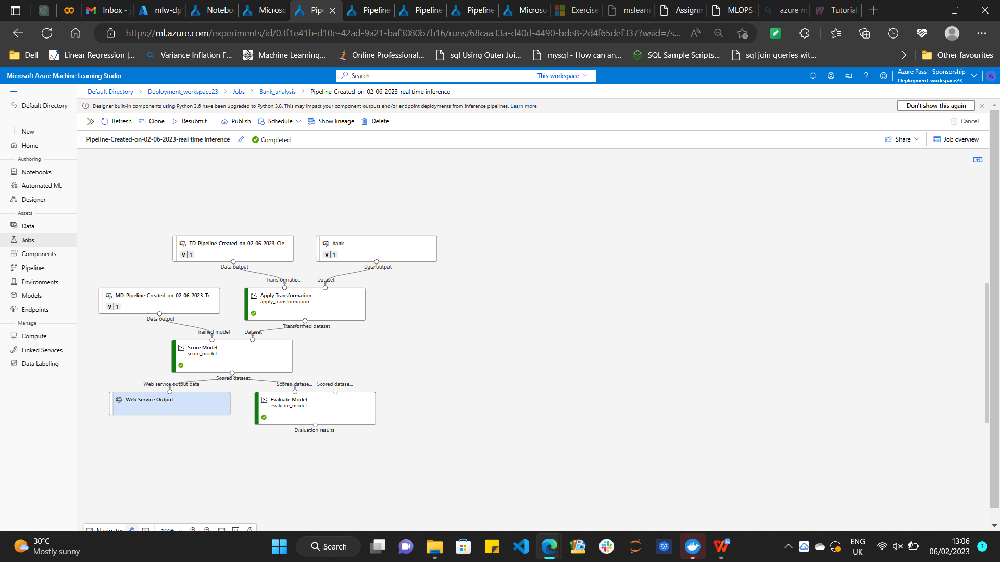 Inbox -
mlw-dp
Notebo
Microso
Pipe
Pipeline
Pipeline
Pipeline
Microso
Exercise
mslearn
Assignm
MLOPS
azure m
Tutorial
https://ml.azure.com/experiments/id/03f1e41b-d10e-42ad-9a21-baf3080b7b16/runs/68caa33a-d40d-4490-bde8-2d4f65def337?wsid=/s...
Dell
Linear Regression |...
Variance Inflation F...
Machine Learning,...
Online Professional...
sql Using Outer Joi...
mysql - How can an...
SQL Sample Scripts...
sql join queries wit...
Other favourites
Microsoft Azure Machine Learning Studio
Search
This workspace
Azure Pass - Sponsorship
Deployment_workspace23
KJ
Default Directory
Default Directory > Deployment_workspace23 > Jobs > Bank_analysis > Pipeline-Created-on-02-06-2023-real time inference
Designer built-in components using Python 3.6 have been upgraded to Python 3.8. This may impact your component outputs and/or endpoint deployments from inference pipelines. Learn more
Don't show this again
Refresh
Clone
Resubmit
Publish
Schedule
Show lineage
Delete
Cancel
Pipeline-Created-on-02-06-2023-real time inference
Completed
Share
Job overview
New
Home
Authoring
Notebooks
Automated ML
Designer
Assets
Data
Jobs
Components
Pipelines
Environments
Models
Endpoints
Manage
Compute
Linked Services
Data Labeling
TD-Pipeline-Created-on-02-06-2023-Cle...
V 1
Data output
bank
V 1
Data output
Transformatio...
Dataset
MD-Pipeline-Created-on-02-06-2023-Tr...
V 1
Data output
Apply Transformation
apply_transformation
Transformed dataset
Trained model
Dataset
Score Model
score_model
Scored dataset
Web service output data
Scored datase...
Scored datase...
Web Service Output
Evaluate Model
evaluate_model
Evaluation results
Navigator
100%
30°C
Mostly sunny
Search
ENG
UK
13:06
06/02/2023
1